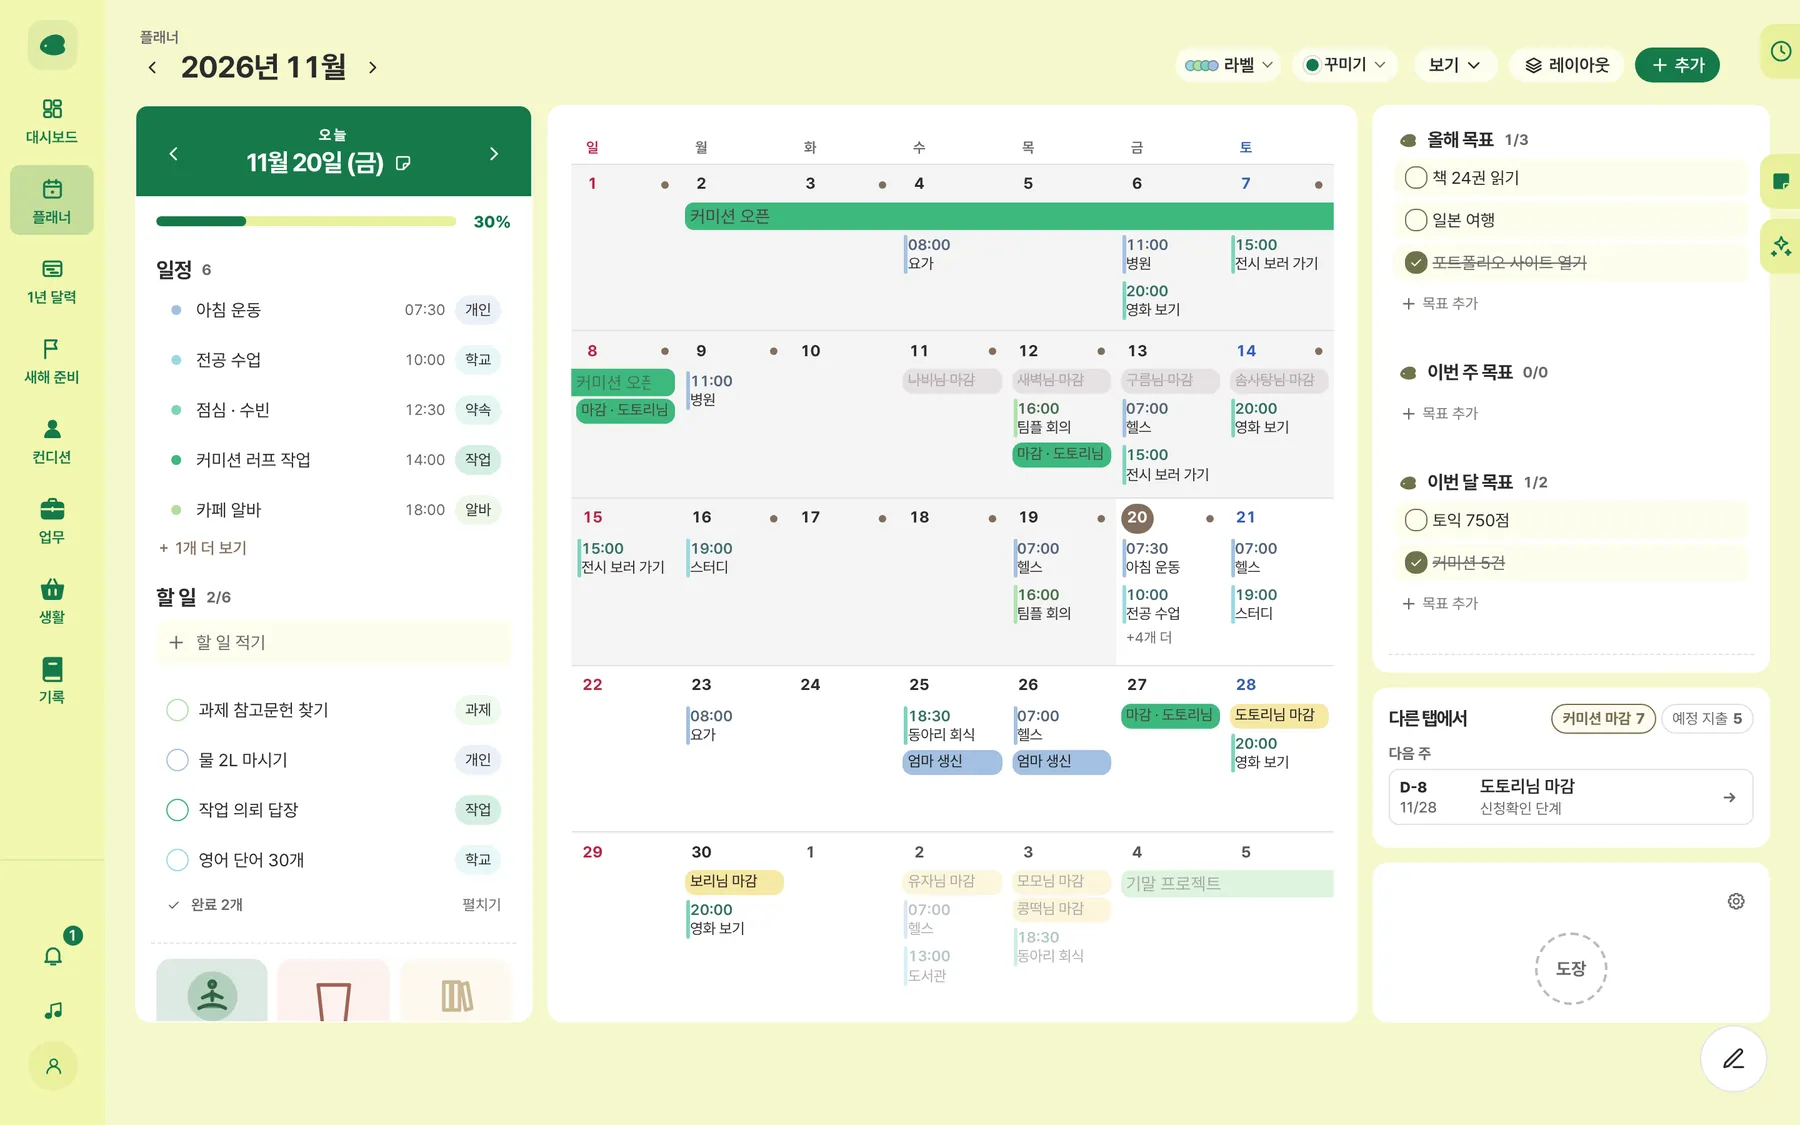 플래너
2026년 11월
라벨
꾸미기
보기
레이아웃
+ 추가
대시보드
플래너
1년 달력
새해 준비
컨디션
업무
생활
기록
1
오늘
11월 20일 (금)
30%
일정 6
아침 운동 07:30 개인
전공 수업 10:00 학교
점심 · 수빈 12:30 약속
커미션 러프 작업 14:00 작업
카페 알바 18:00 알바
+ 1개 더 보기
할 일 2/6
+ 할 일 적기
과제 참고문헌 찾기 과제
물 2L 마시기 개인
작업 의뢰 답장 작업
영어 단어 30개 학교
완료 2개 펼치기
일 월 화 수 목 금 토
1 2 3 4 5 6 7
커미션 오픈
08:00
요가
11:00
병원
20:00
영화 보기
15:00
전시 보러 가기
8 9 10 11 12 13 14
커미션 오픈
마감 · 도토리님
11:00
병원
나비님 마감
새벽님 마감
16:00
팀플 회의
마감 · 도토리님
구름님 마감
07:00
헬스
15:00
전시 보러 가기
솜사탕님 마감
20:00
영화 보기
15 16 17 18 19 20 21
15:00
전시 보러 가기
19:00
스터디
07:00
헬스
16:00
팀플 회의
07:30
아침 운동
10:00
전공 수업
+4개 더
07:00
헬스
19:00
스터디
22 23 24 25 26 27 28
08:00
요가
18:30
동아리 회식
엄마 생신
07:00
헬스
엄마 생신
마감 · 도토리님
도토리님 마감
20:00
영화 보기
29 30 1 2 3 4 5
보리님 마감
20:00
영화 보기
유자님 마감
07:00
헬스
13:00
도서관
모모님 마감
콩떡님 마감
18:30
동아리 회식
기말 프로젝트
올해 목표 1/3
책 24권 읽기
일본 여행
포트폴리오 사이트 열기
+ 목표 추가
이번 주 목표 0/0
+ 목표 추가
이번 달 목표 1/2
토익 750점
커미션 5건
+ 목표 추가
다른 탭에서
커미션 마감 7
예정 지출 5
다음 주
D-8 도토리님 마감
11/28 신청확인 단계
도장